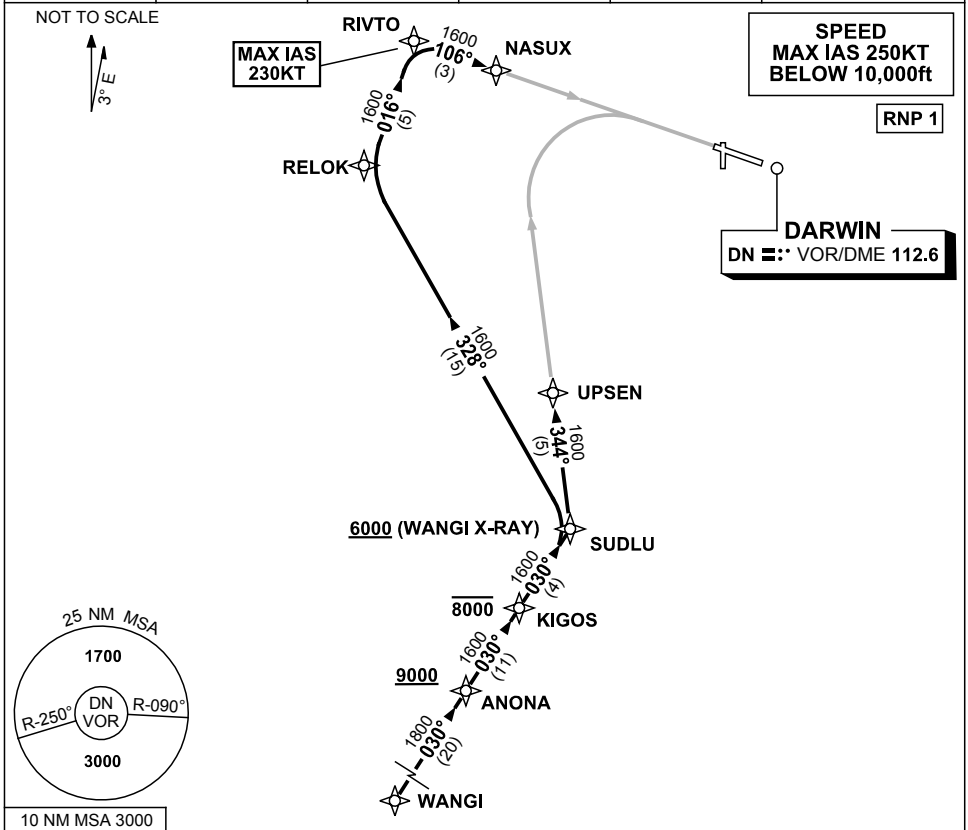 NOT TO SCALE
3° E
RIVTO
MAX IAS
230KT
1600
106°
(3)
NASUX
SPEED
MAX IAS 250KT
BELOW 10,000ft
RNP 1
1600
016°
(5)
RELOK
DARWIN
DN VOR/DME 112.6
1600
328°
(15)
UPSEN
1600
344°
(5)
6000 (WANGI X-RAY)
SUDLU
1600
030°
(4)
8000
KIGOS
1600
030°
(11)
9000
ANONA
1800
030°
(20)
WANGI
25 NM MSA
1700
DN
VOR
R-250°
R-090°
3000
10 NM MSA 3000